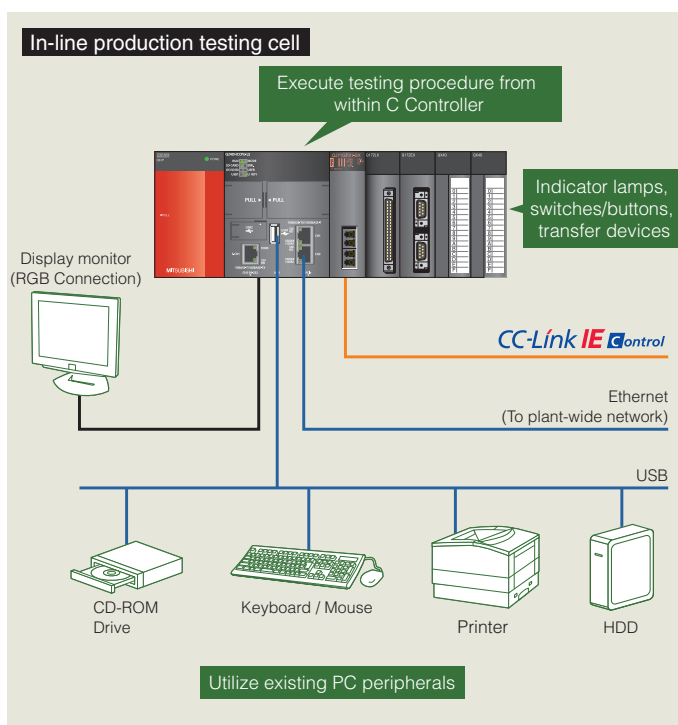 In-line production testing cell
Execute testing procedure from
within C Controller
Indicator lamps,
switches/buttons,
transfer devices
Display monitor
(RGB Connection)
PULL
PULL
MITSUBISHI
CC-Link IE Control
Ethernet
(To plant-wide network)
USB
CD-ROM
Drive
Keyboard / Mouse
Printer
HDD
Utilize existing PC peripherals